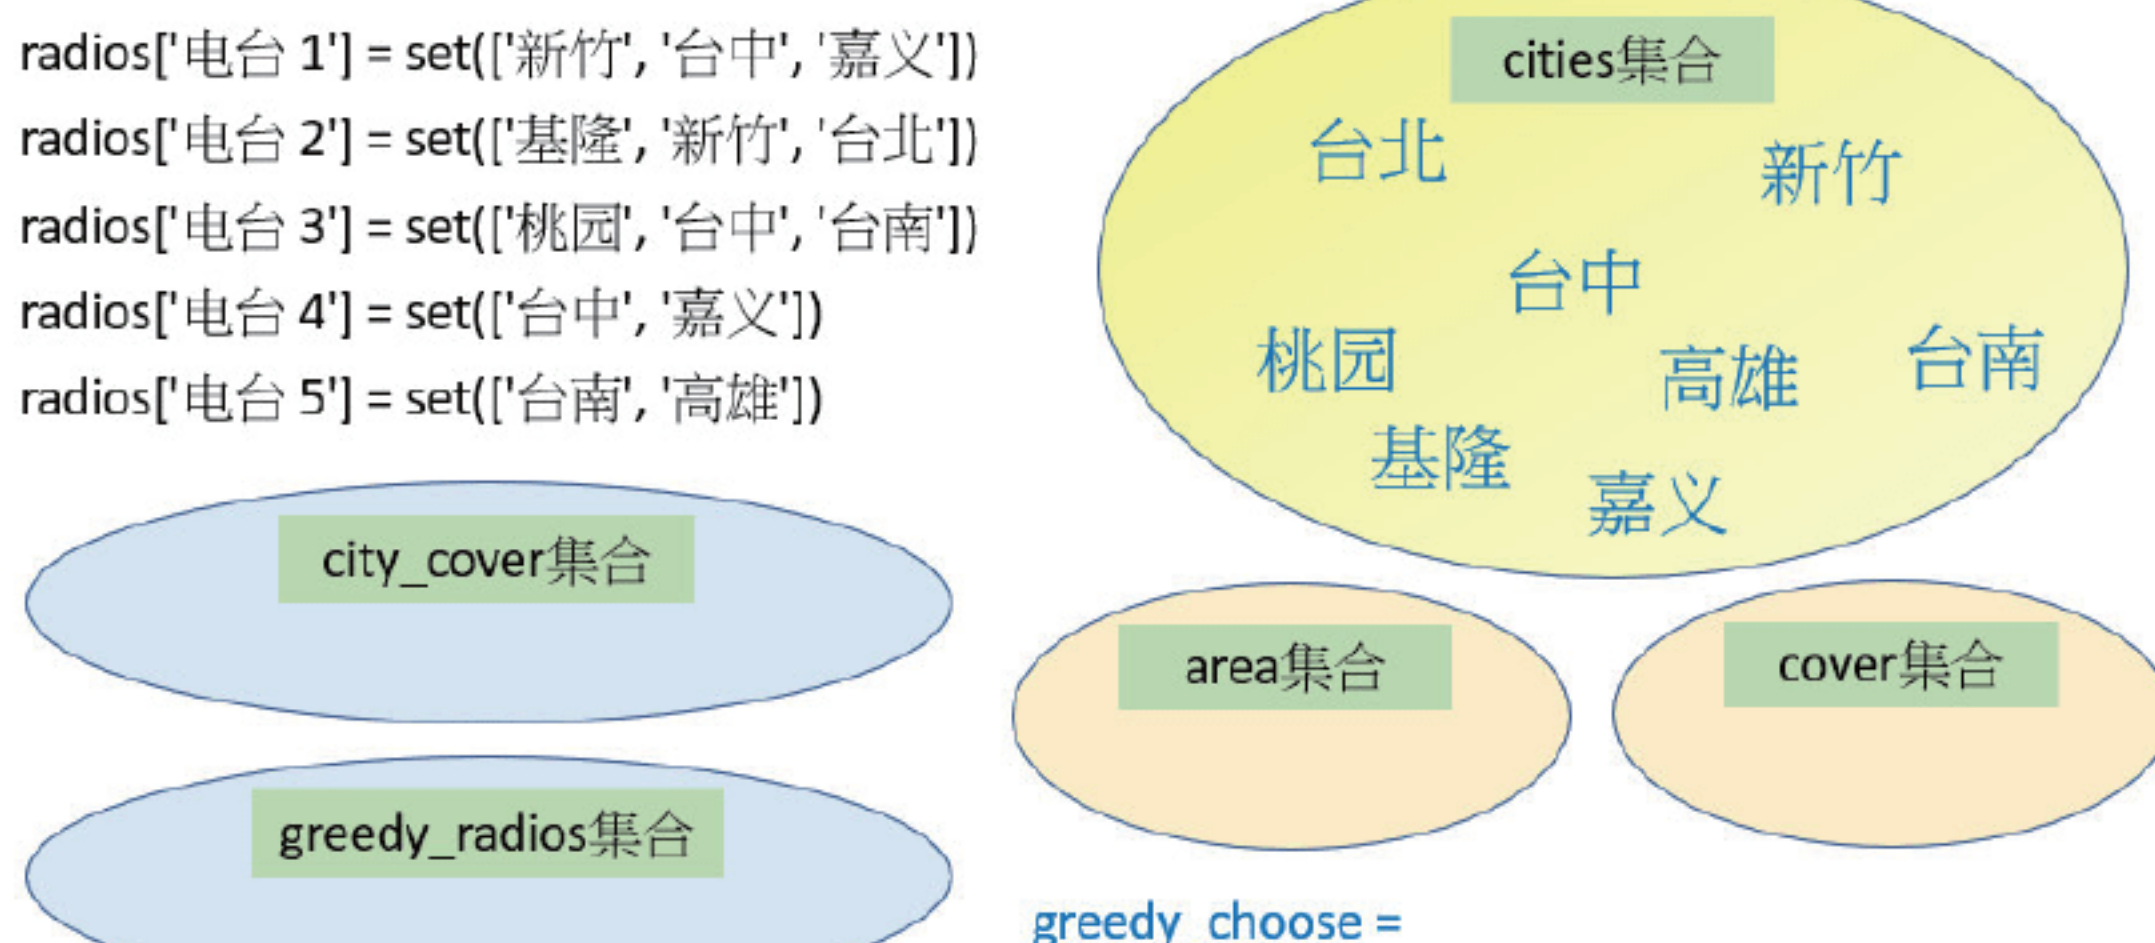 radios['电台 1'] = set(['新竹', '台中', '嘉义'])
radios['电台 2'] = set(['基隆', '新竹', '台北'])
radios['电台 3'] = set(['桃园', '台中', '台南'])
radios['电台 4'] = set(['台中', '嘉义'])
radios['电台 5'] = set(['台南', '高雄'])
cities集合
台北
新竹
台中
桃园
高雄
台南
基隆
嘉义
city_cover集合
area集合
cover集合
greedy_radios集合
greedy_choose =